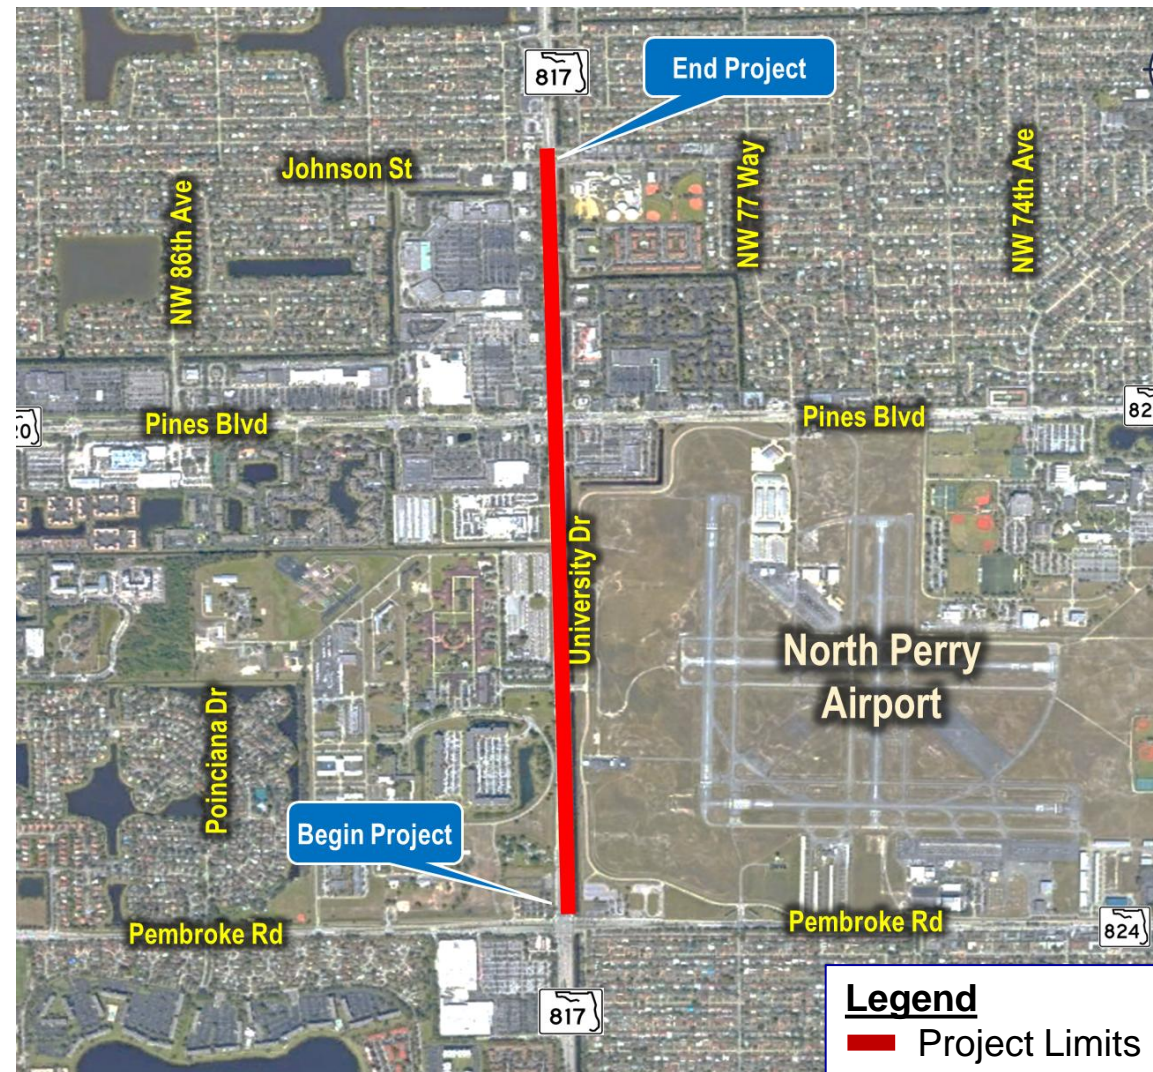 817
End Project
Johnson St
NW 86th Ave
NW 77 Way
NW 74th Ave
Pines Blvd
Pines Blvd
University Dr
North Perry
Airport
Poinciana Dr
Begin Project
Pembroke Rd
Pembroke Rd
824
817
Legend
Project Limits